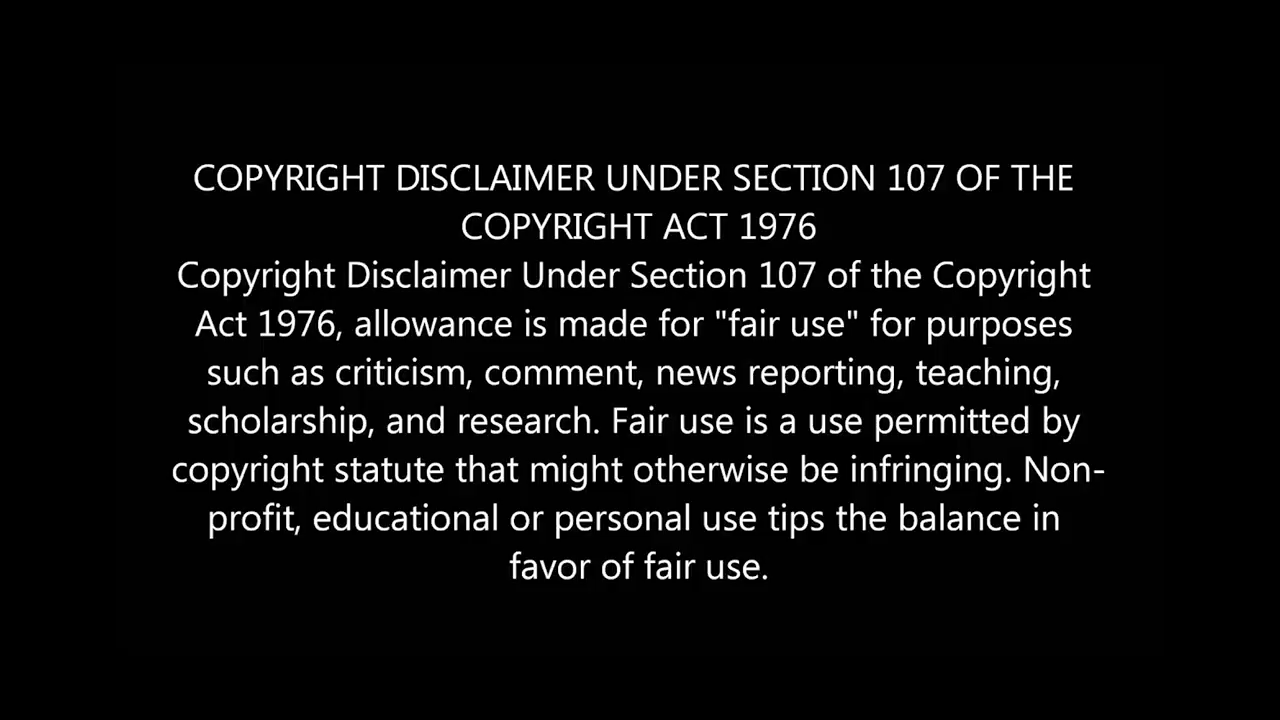 COPYRIGHT DISCLAIMER UNDER SECTION 107 OF THE
COPYRIGHT ACT 1976
Copyright Disclaimer Under Section 107 of the Copyright
Act 1976, allowance is made for "fair use" for purposes
such as criticism, comment, news reporting, teaching,
scholarship, and research. Fair use is a use permitted by
copyright statute that might otherwise be infringing. Non-
profit, educational or personal use tips the balance in
favor of fair use.